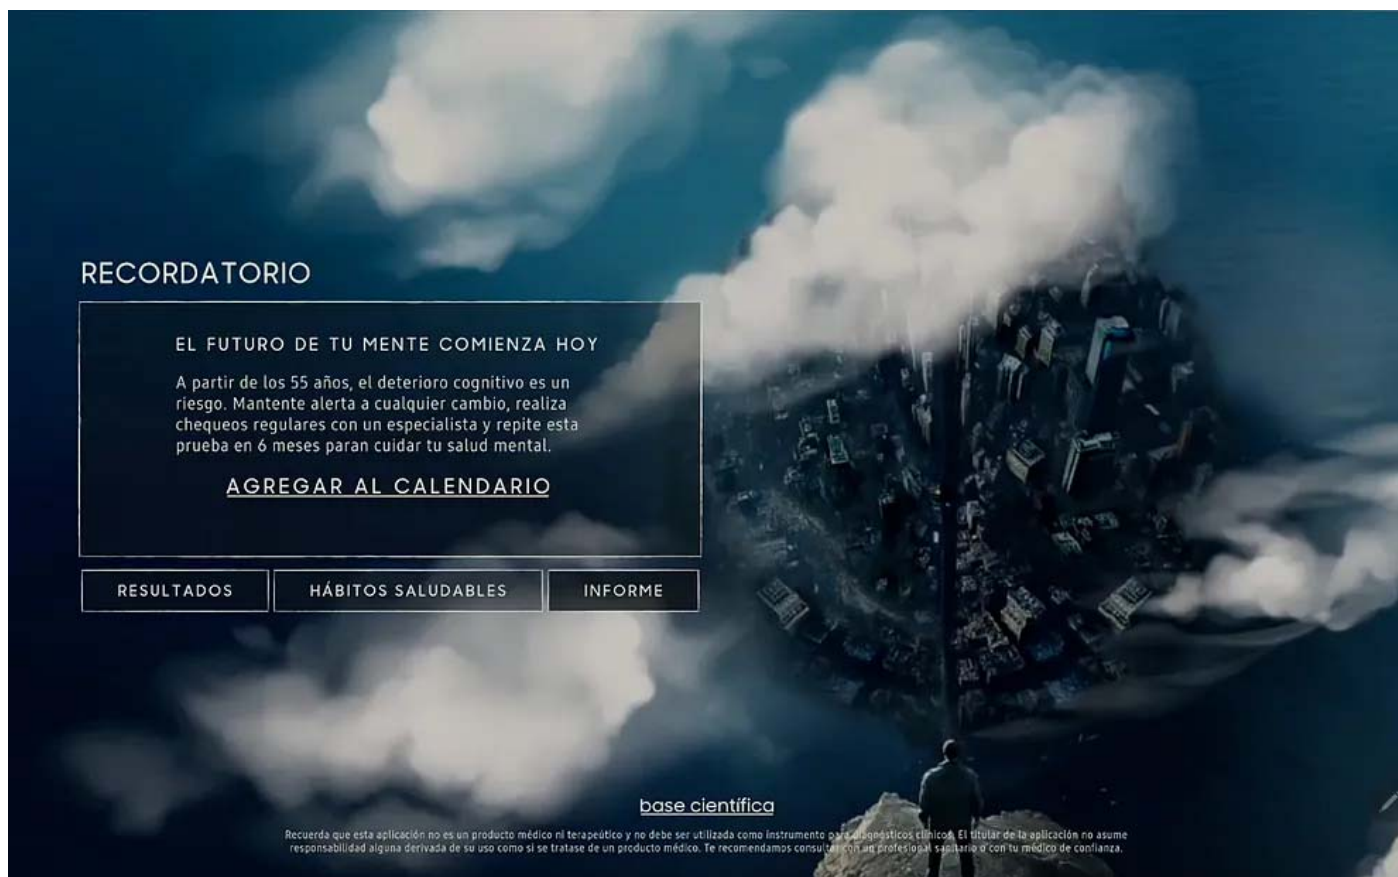 RECORDATORIO
EL FUTURO DE TU MENTE COMIENZA HOY
A partir de los 55 años, el deterioro cognitivo es un
riesgo. Mantente alerta a cualquier cambio, realiza
chequeos regulares con un especialista y repite esta
prueba en 6 meses paran cuidar tu salud mental.
AGREGAR AL CALENDARIO
RESULTADOS
HÁBITOS SALUDABLES
INFORME
base científica
Recuerda que esta aplicación no es un producto médico ni terapeútico y no debe ser utilizada como instrumento para diagnósticos clínicos. El titular de la aplicación no asume
responsabilidad alguna derivada de su uso como si se tratase de un producto médico. Te recomendamos consultar con un profesional sanitario o con tu médico de confianza.